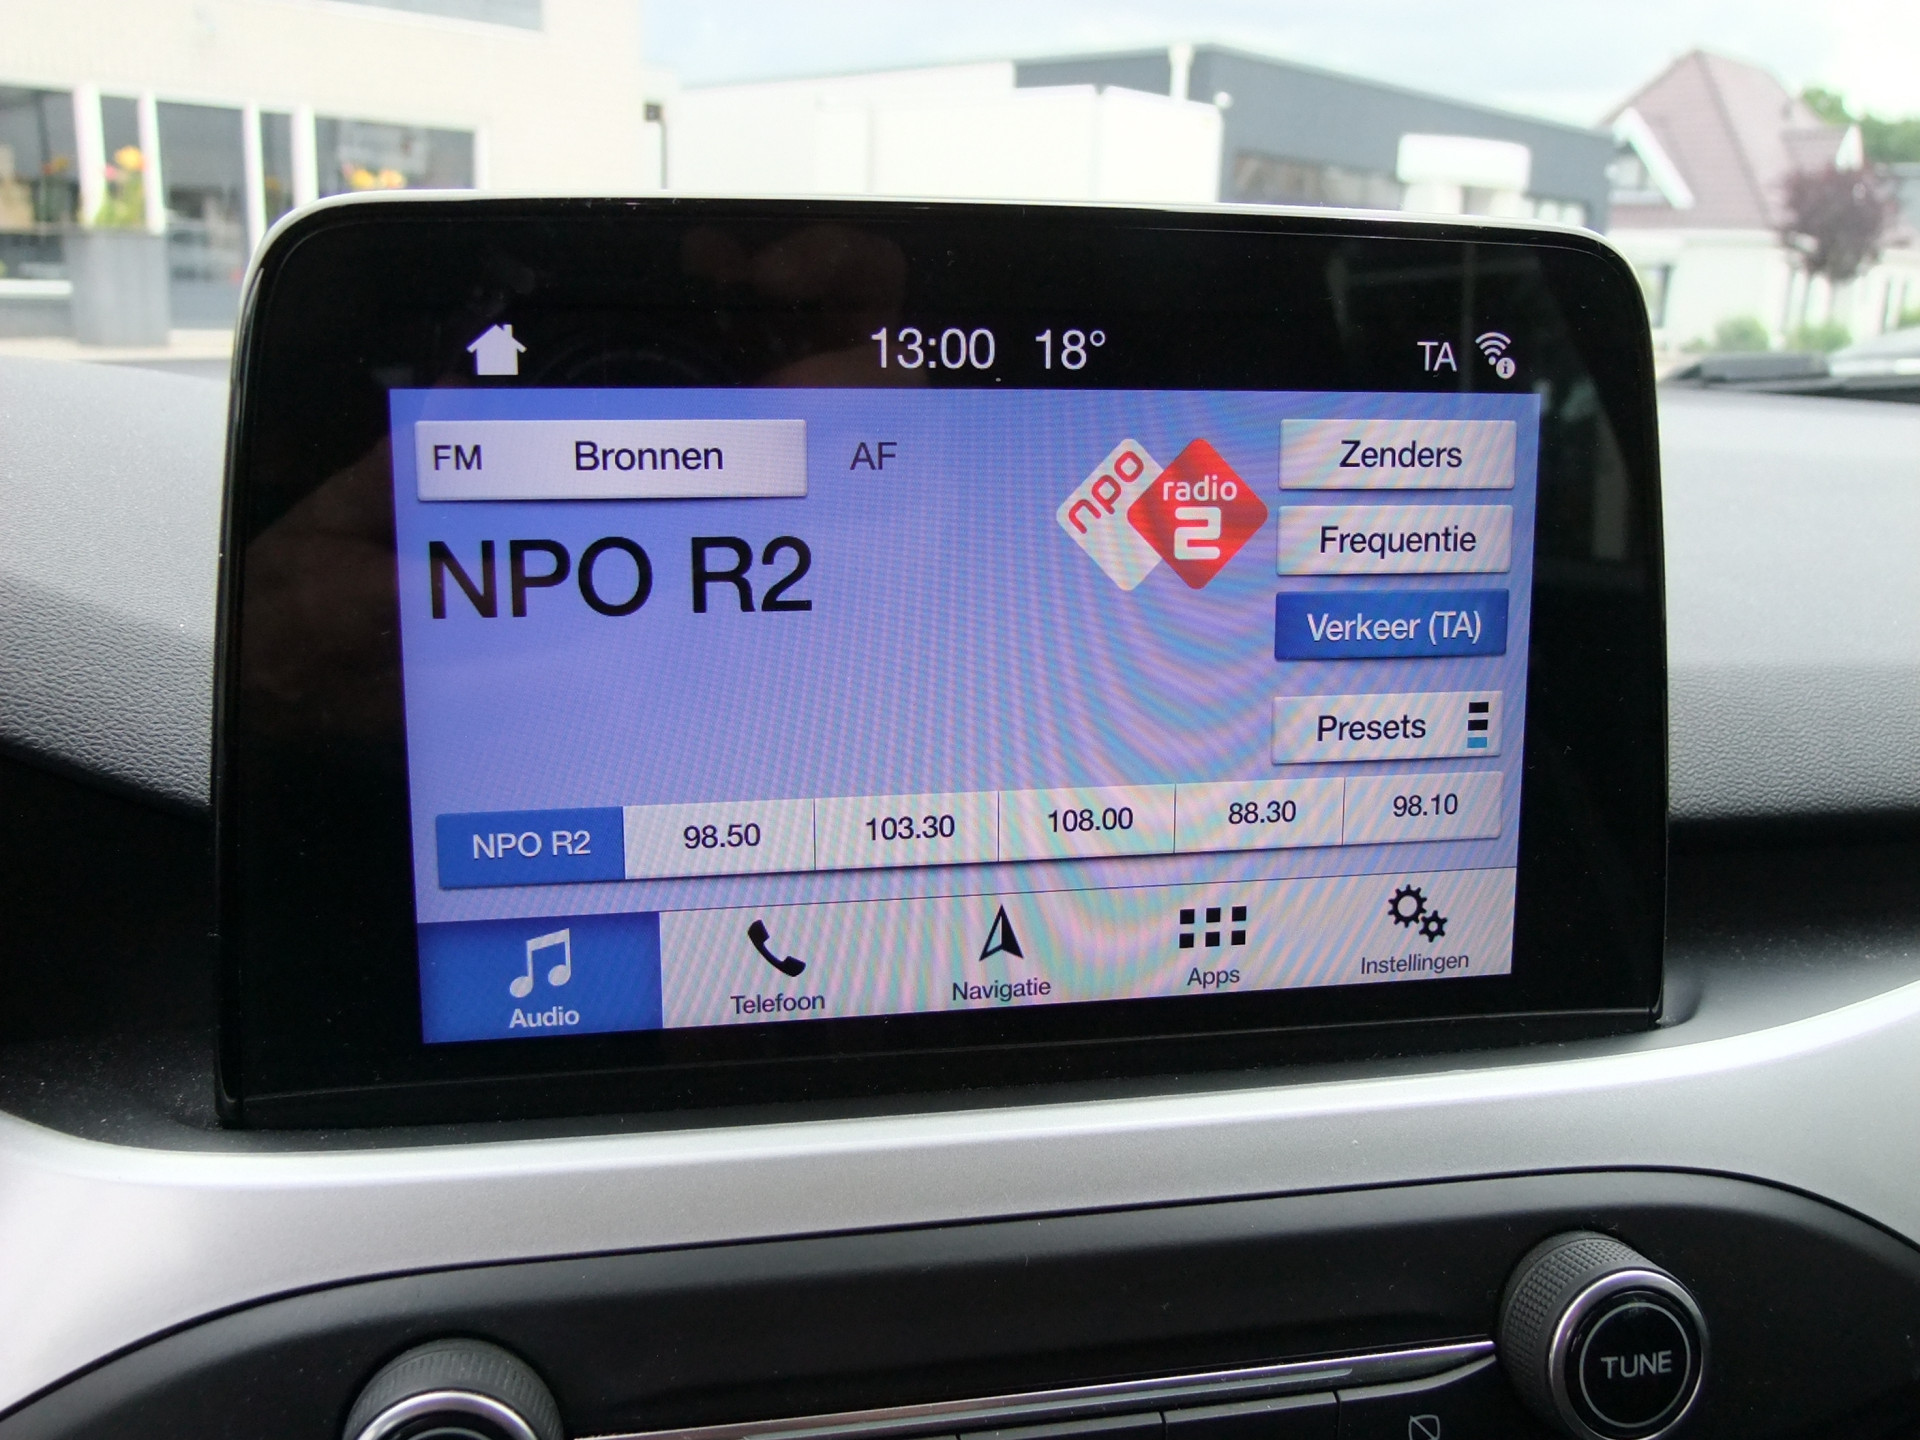 13:00 18° TA
FM Bronnen AF
npo radio 2
Zenders
NPO R2
Frequentie
Verkeer (TA)
Presets
NPO R2 98.50 103.30 108.00 88.30 98.10
Audio Telefoon Navigatie Apps Instellingen
TUNE